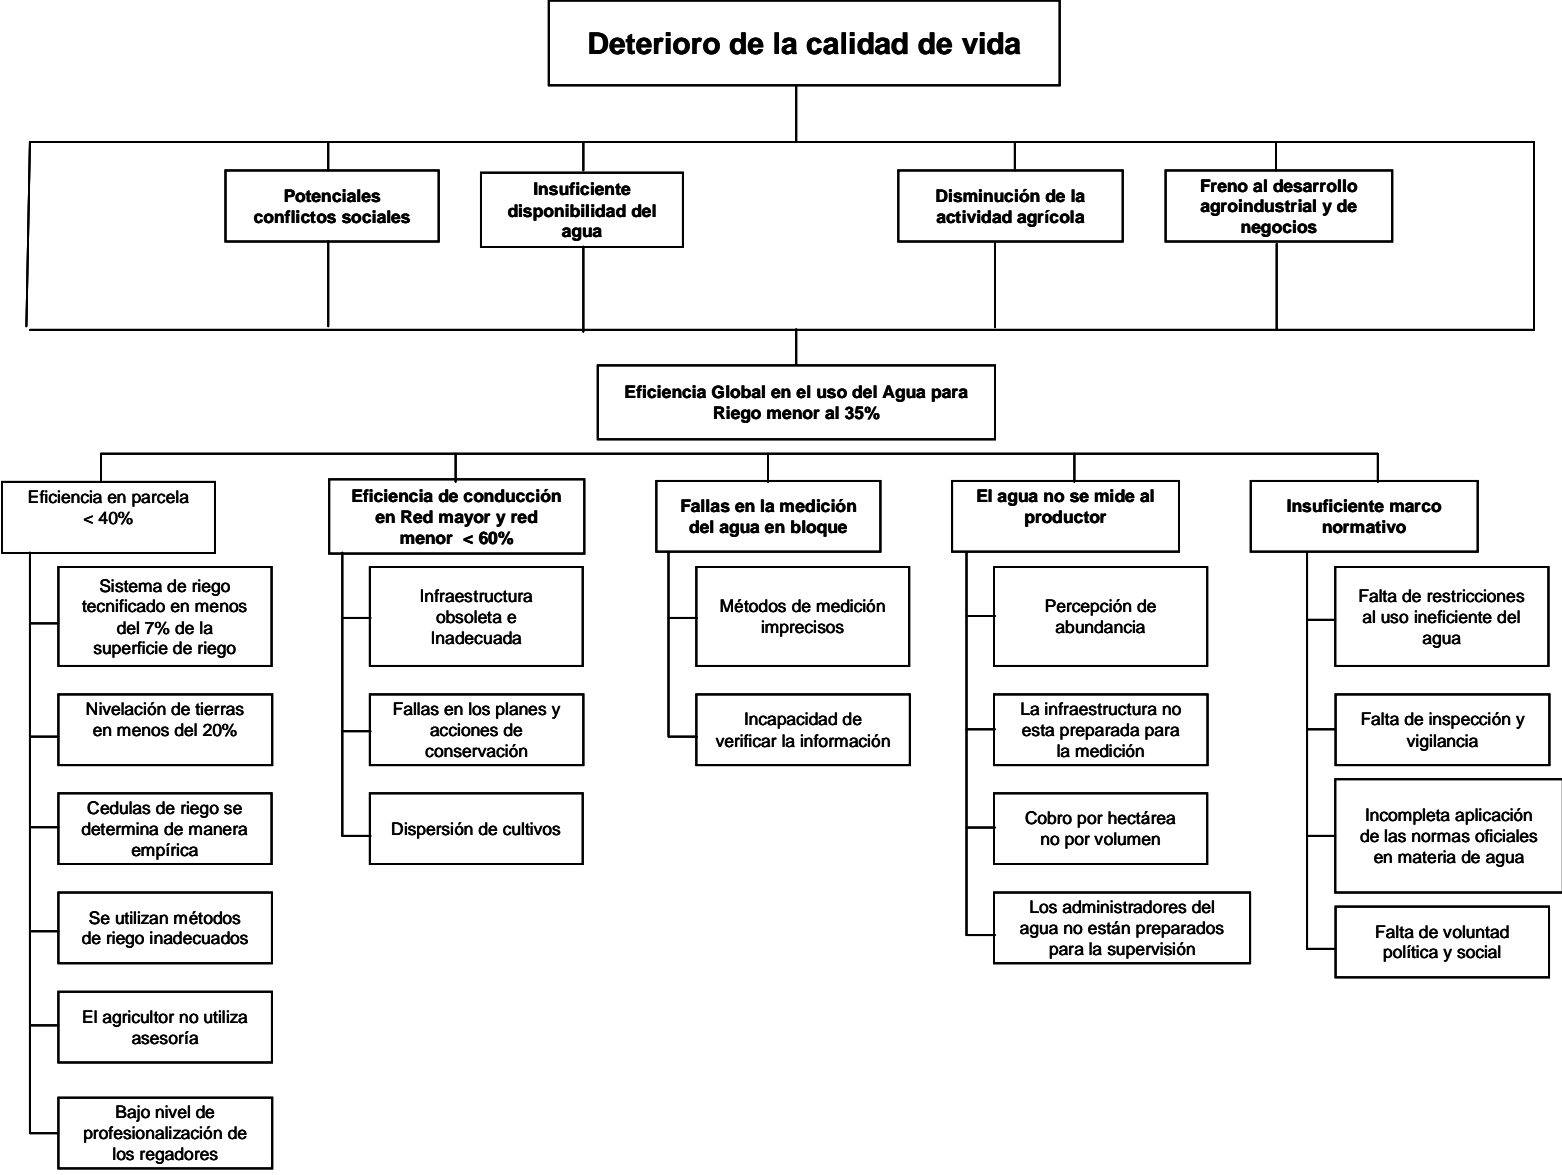 Deterioro de la calidad de vida
Potenciales
conflictos sociales
Insuficiente
disponibilidad del
agua
Disminución de la
actividad agrícola
Freno al desarrollo
agroindustrial y de
negocios
Eficiencia Global en el uso del Agua para
Riego menor al 35%
Eficiencia en parcela
< 40%
Sistema de riego
tecnificado en menos
del 7% de la
superficie de riego
Nivelación de tierras
en menos del 20%
Cedulas de riego se
determina de manera
empírica
Se utilizan métodos
de riego inadecuados
El agricultor no utiliza
asesoría
Bajo nivel de
profesionalización de
los regadores
Eficiencia de conducción
en Red mayor y red
menor < 60%
Infraestructura
obsoleta e
Inadecuada
Fallas en los planes y
acciones de
conservación
Dispersión de cultivos
Fallas en la medición
del agua en bloque
Métodos de medición
imprecisos
Incapacidad de
verificar la información
El agua no se mide al
productor
Percepción de
abundancia
La infraestructura no
esta preparada para
la medición
Cobro por hectárea
no por volumen
Los administradores del
agua no están preparados
para la supervisión
Insuficiente marco
normativo
Falta de restricciones
al uso ineficiente del
agua
Falta de inspección y
vigilancia
Incompleta aplicación
de las normas oficiales
en materia de agua
Falta de voluntad
política y social